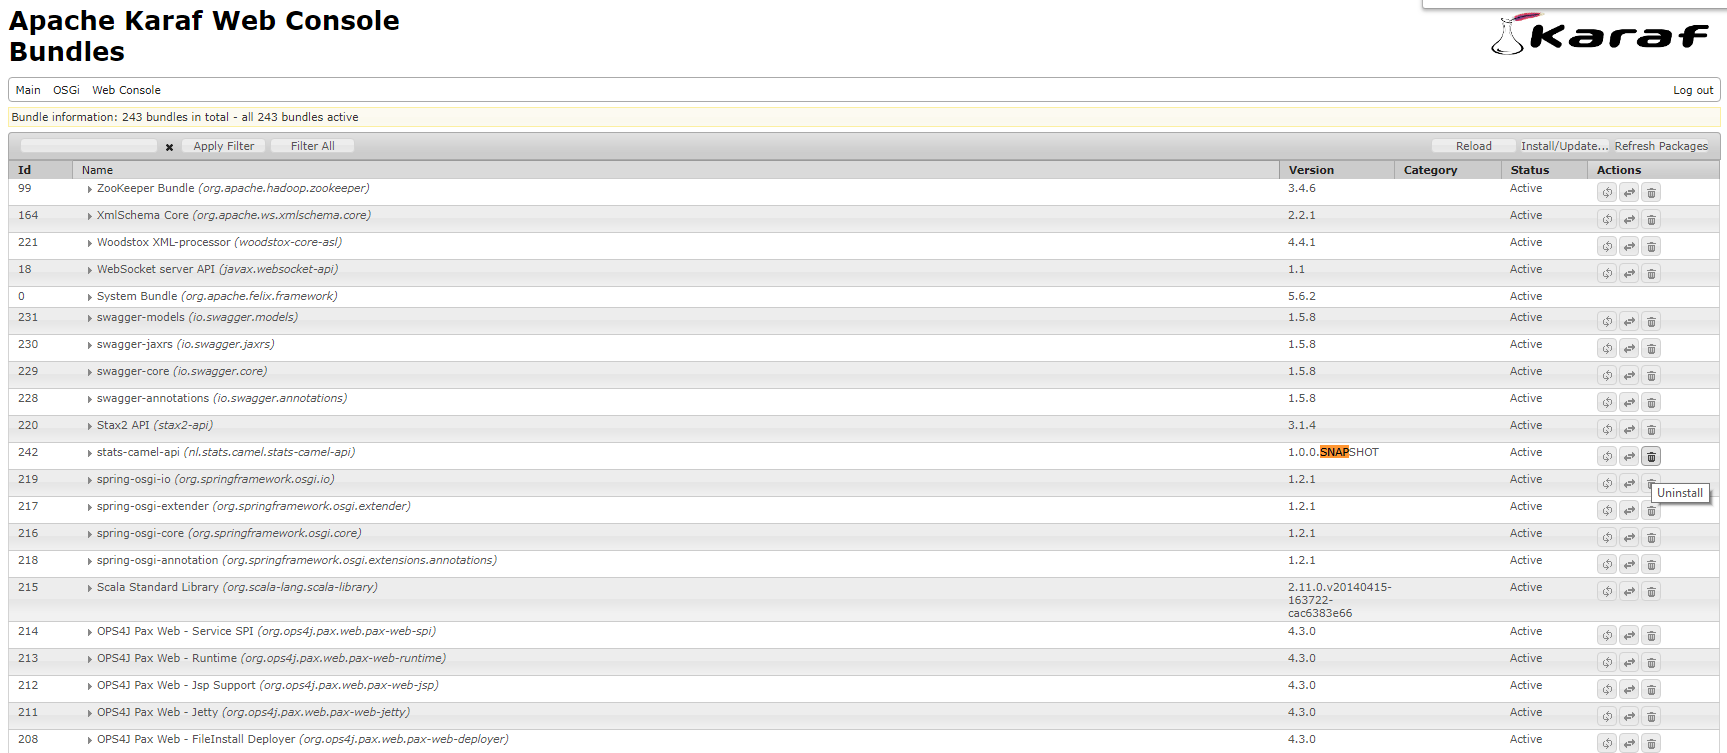 Apache Karaf Web Console
Bundles
Karaf
Main OSGi Web Console Log out
Bundle information: 243 bundles in total - all 243 bundles active
Apply Filter Filter All Reload Install/Update... Refresh Packages
Id Name Version Category Status Actions
99 ZooKeeper Bundle (org.apache.hadoop.zookeeper) 3.4.6 Active
164 XmlSchema Core (org.apache.ws.xmlschema.core) 2.2.1 Active
221 Woodstox XML-processor (woodstox-core-asl) 4.4.1 Active
18 WebSocket server API (javax.websocket-api) 1.1 Active
0 System Bundle (org.apache.felix.framework) 5.6.2 Active
231 swagger-models (io.swagger.models) 1.5.8 Active
230 swagger-jaxrs (io.swagger.jaxrs) 1.5.8 Active
229 swagger-core (io.swagger.core) 1.5.8 Active
228 swagger-annotations (io.swagger.annotations) 1.5.8 Active
220 Stax2 API (stax2-api) 3.1.4 Active
242 stats-camel-api (nl.stats.camel.stats-camel-api) 1.0.0.SNAPSHOT Active
219 spring-osgi-io (org.springframework.osgi.io) 1.2.1 Active
Uninstall
217 spring-osgi-extender (org.springframework.osgi.extender) 1.2.1 Active
216 spring-osgi-core (org.springframework.osgi.core) 1.2.1 Active
218 spring-osgi-annotation (org.springframework.osgi.extensions.annotations) 1.2.1 Active
215 Scala Standard Library (org.scala-lang.scala-library) 2.11.0.v20140415- Active
163722-
cac6383e66
214 OPS4J Pax Web - Service SPI (org.ops4j.pax.web.pax-web-spi) 4.3.0 Active
213 OPS4J Pax Web - Runtime (org.ops4j.pax.web.pax-web-runtime) 4.3.0 Active
212 OPS4J Pax Web - Jsp Support (org.ops4j.pax.web.pax-web-jsp) 4.3.0 Active
211 OPS4J Pax Web - Jetty (org.ops4j.pax.web.pax-web-jetty) 4.3.0 Active
208 OPS4J Pax Web - FileInstall Deployer (org.ops4j.pax.web.pax-web-deployer) 4.3.0 Active